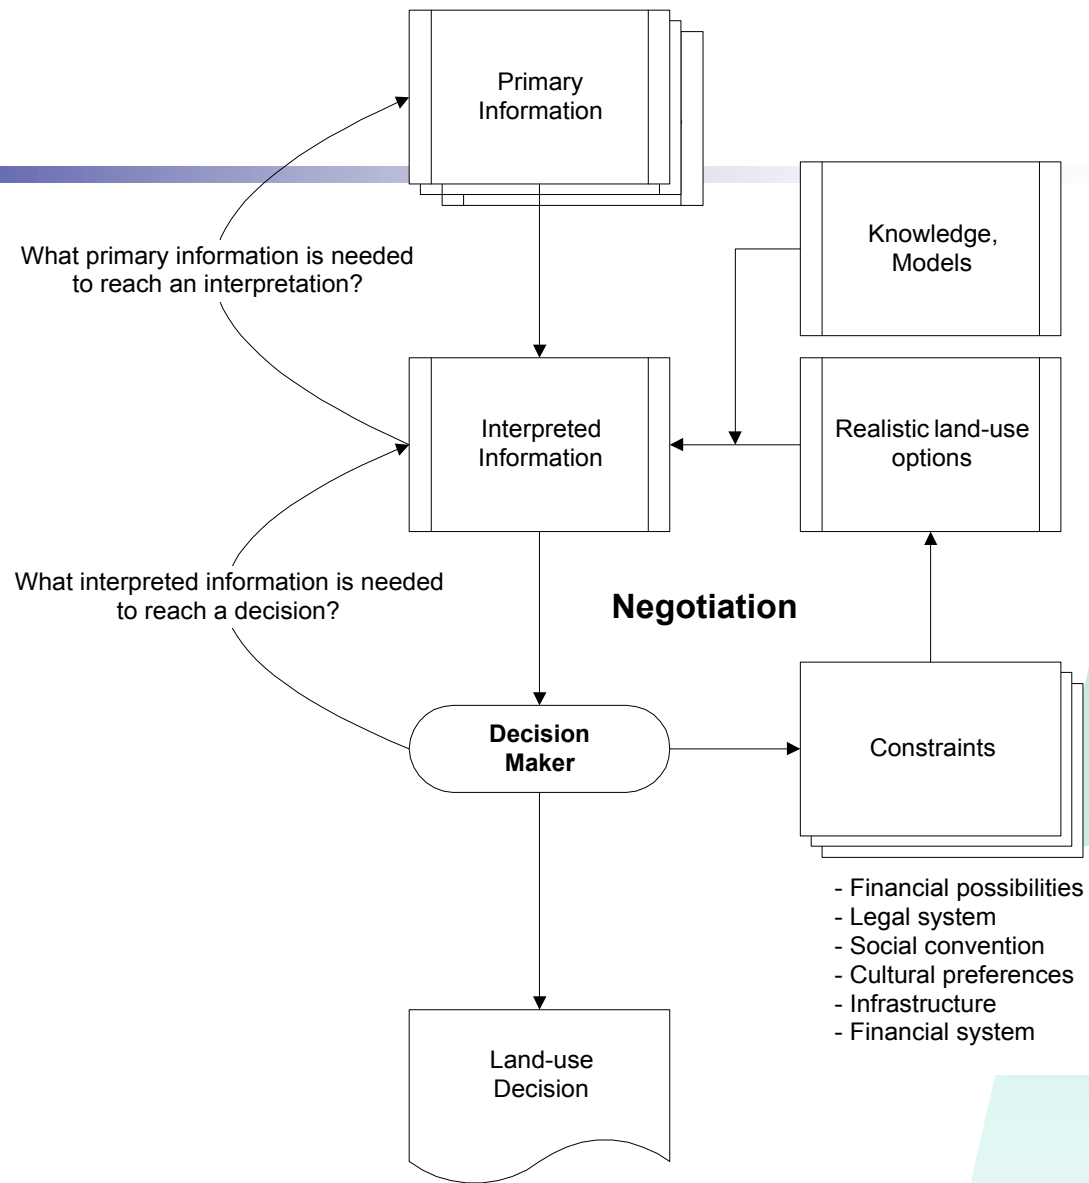 Primary
Information
Knowledge,
Models
What primary information is needed
to reach an interpretation?
Interpreted
Information
Realistic land-use
options
What interpreted information is needed
to reach a decision?
Negotiation
Decision
Maker
Constraints
- Financial possibilities
- Legal system
- Social convention
- Cultural preferences
- Infrastructure
- Financial system
Land-use
Decision